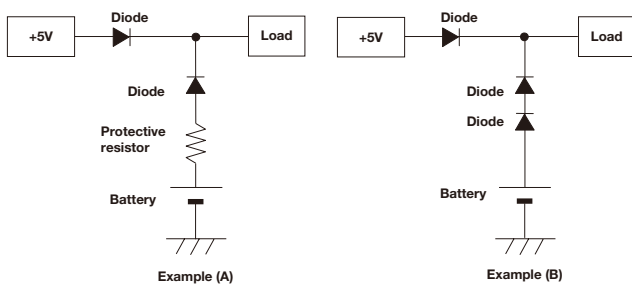 Diode
+5V
Load
Diode
Protective
resistor
Battery
Example (A)
Diode
+5V
Load
Diode
Diode
Battery
Example (B)